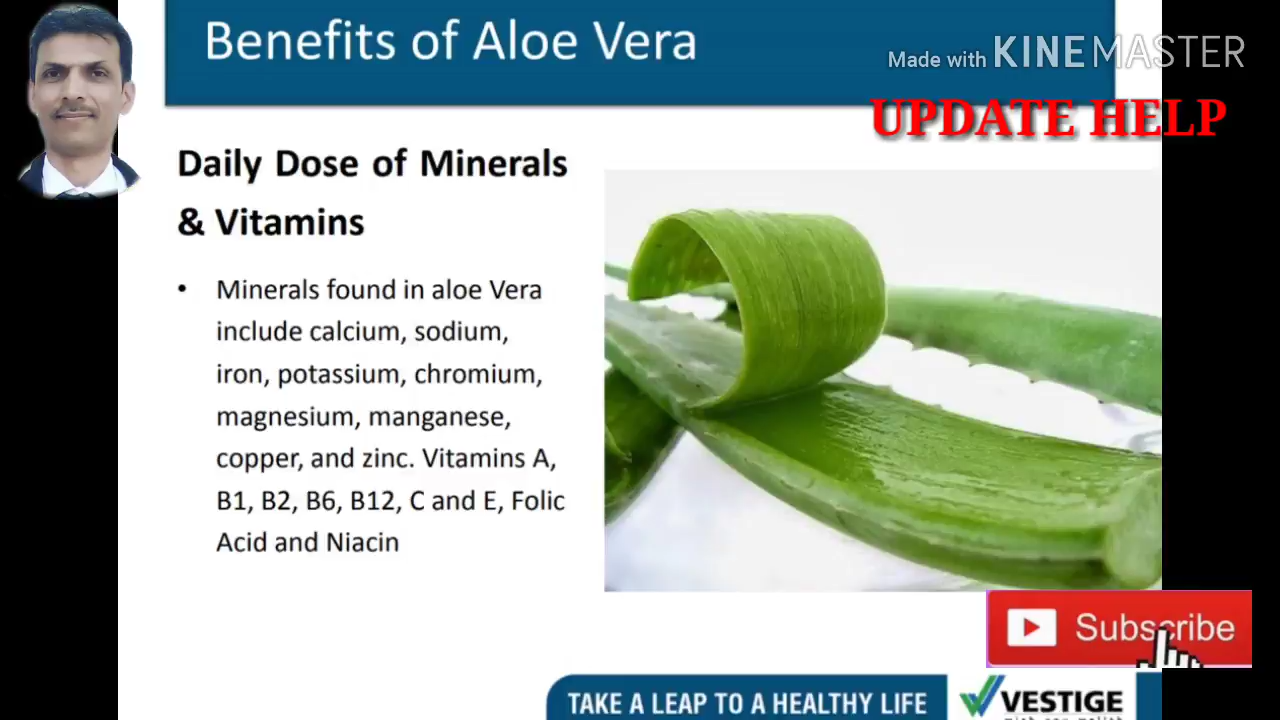 Benefits of Aloe Vera
Made with KINEMASTER
UPDATE HELP
Daily Dose of Minerals
& Vitamins
• Minerals found in aloe Vera
include calcium, sodium,
iron, potassium, chromium,
magnesium, manganese,
copper, and zinc. Vitamins A,
B1, B2, B6, B12, C and E, Folic
Acid and Niacin
Subscribe
TAKE A LEAP TO A HEALTHY LIFE
VESTIGE